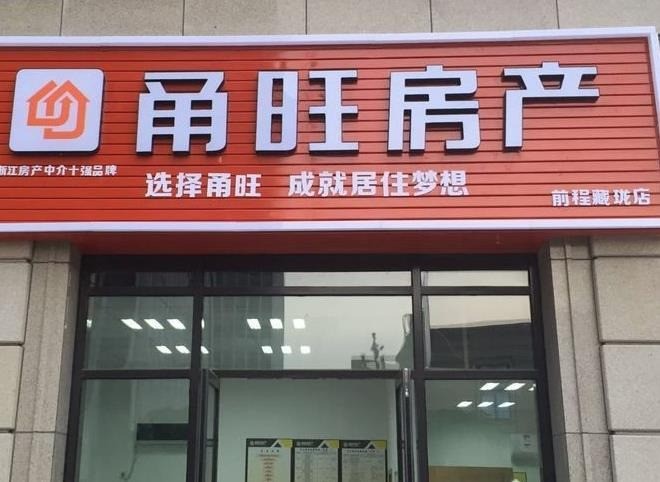 甬旺房产
浙江房产中介十强品牌
选择甬旺 成就居住梦想
前程藏珑店